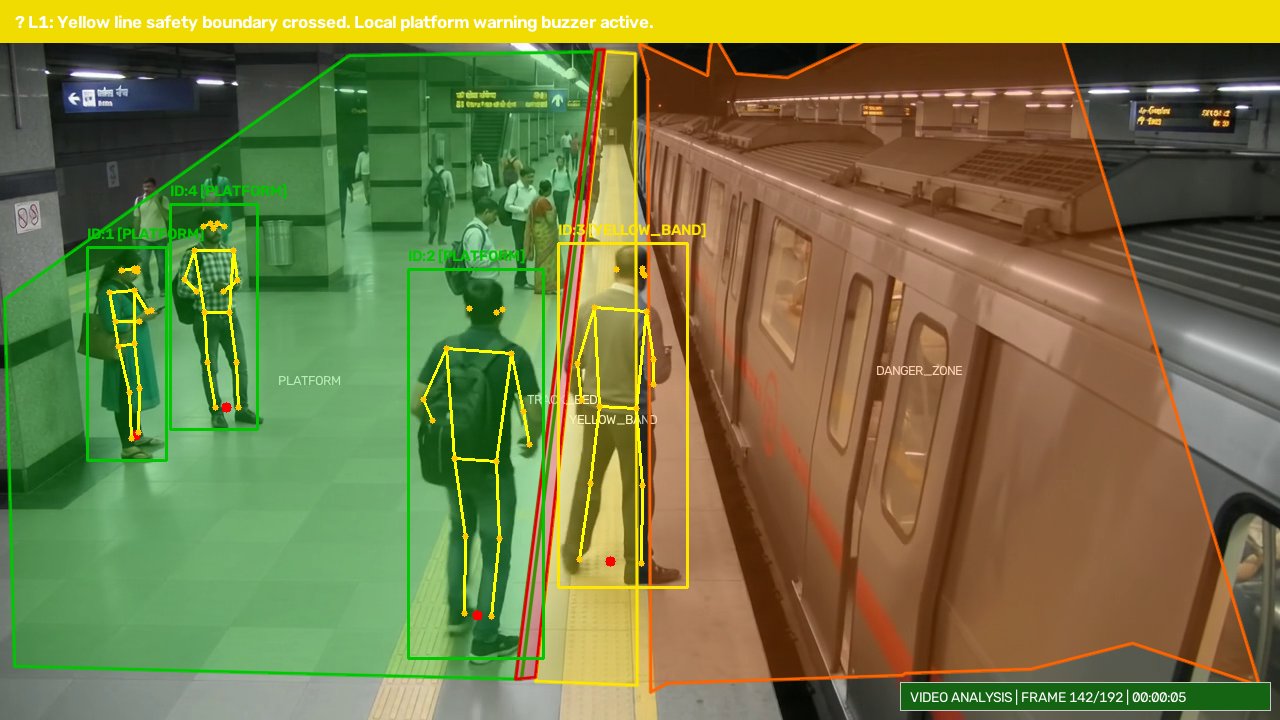 ? L1: Yellow line safety boundary crossed. Local platform warning buzzer active.
ID:4 [PLATFORM]
ID:1 [PLATFORM]
ID:3 [YELLOW_BAND]
ID:2 [PLATFORM]
DANGER_ZONE
PLATFORM
TRACK_BED
YELLOW_BAND
VIDEO ANALYSIS | FRAME 142/192 | 00:00:05